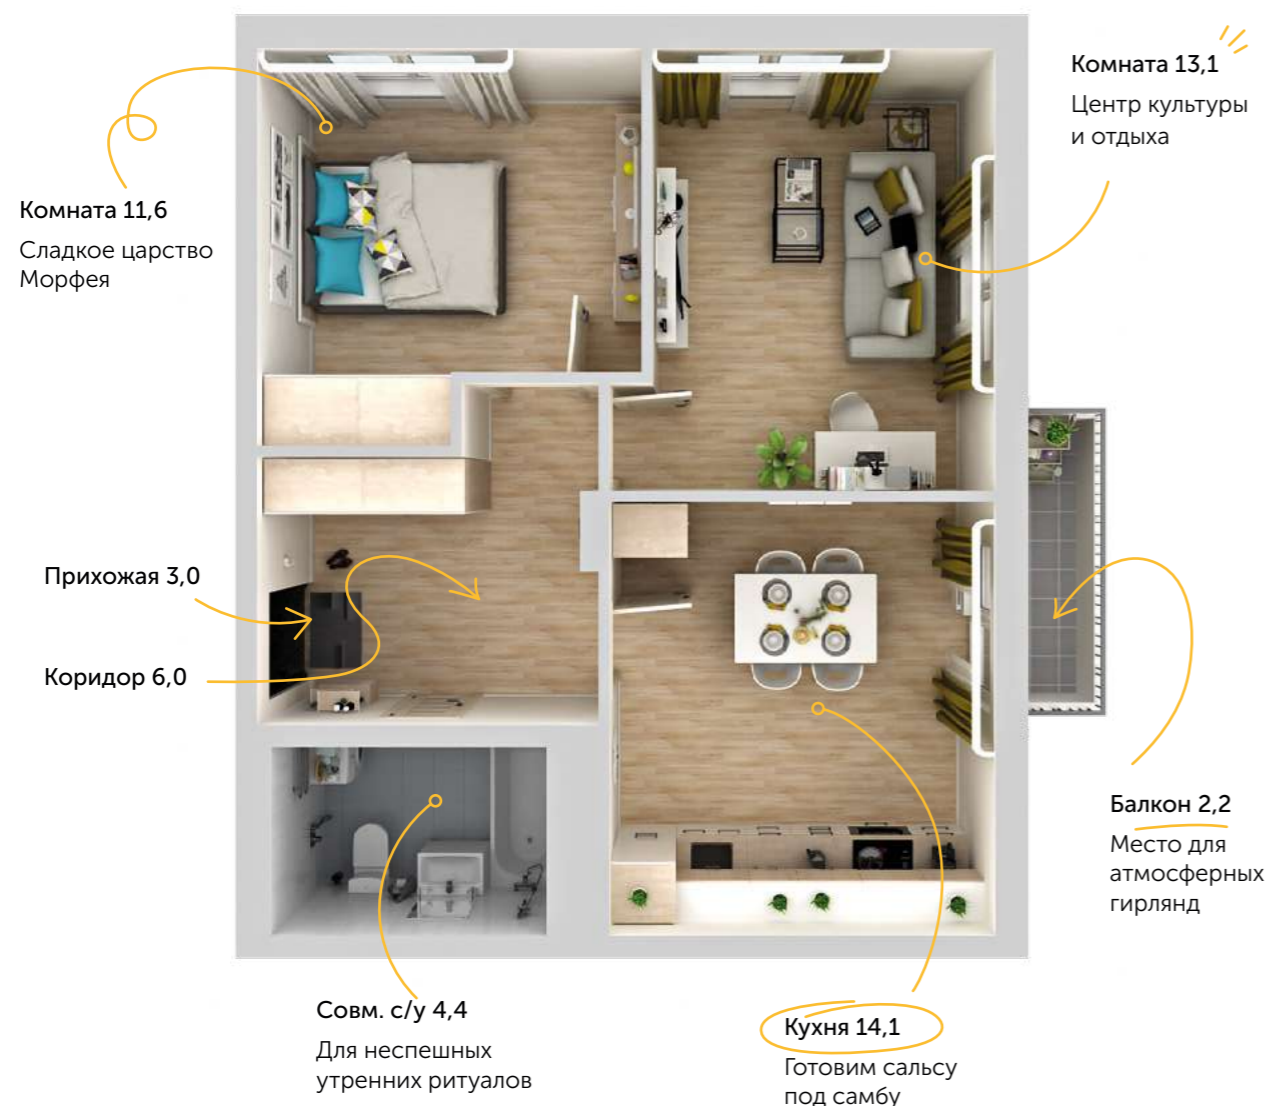 Комната 13,1
Центр культуры
и отдыха
Комната 11,6
Сладкое царство
Морфея
Прихожая 3,0
Коридор 6,0
Балкон 2,2
Место для
атмосферных
гирлянд
Совм. с/у 4,4
Для неспешных
утренних ритуалов
Кухня 14,1
Готовим сальсу
под самбу